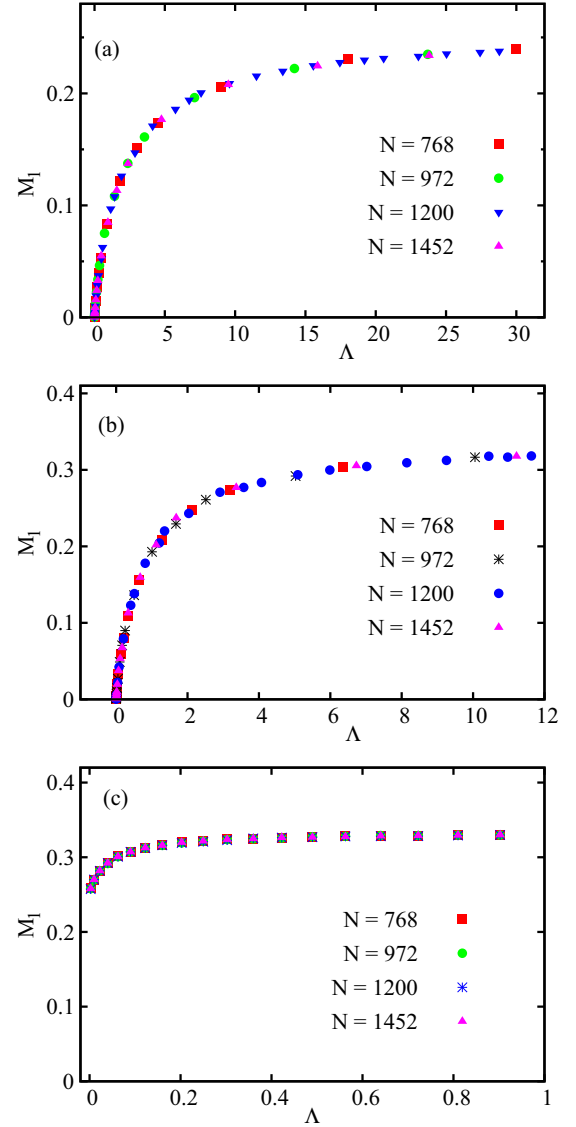 (a)
M_l
0.2
0.1
0
N = 768
N = 972
N = 1200
N = 1452
0 5 10 15 20 25 30
Λ
(b)
M_l
0.4
0.3
0.2
0.1
0
N = 768
N = 972
N = 1200
N = 1452
0 2 4 6 8 10 12
Λ
(c)
M_l
0.4
0.3
0.2
0.1
0
N = 768
N = 972
N = 1200
N = 1452
0 0.2 0.4 0.6 0.8 1
Λ